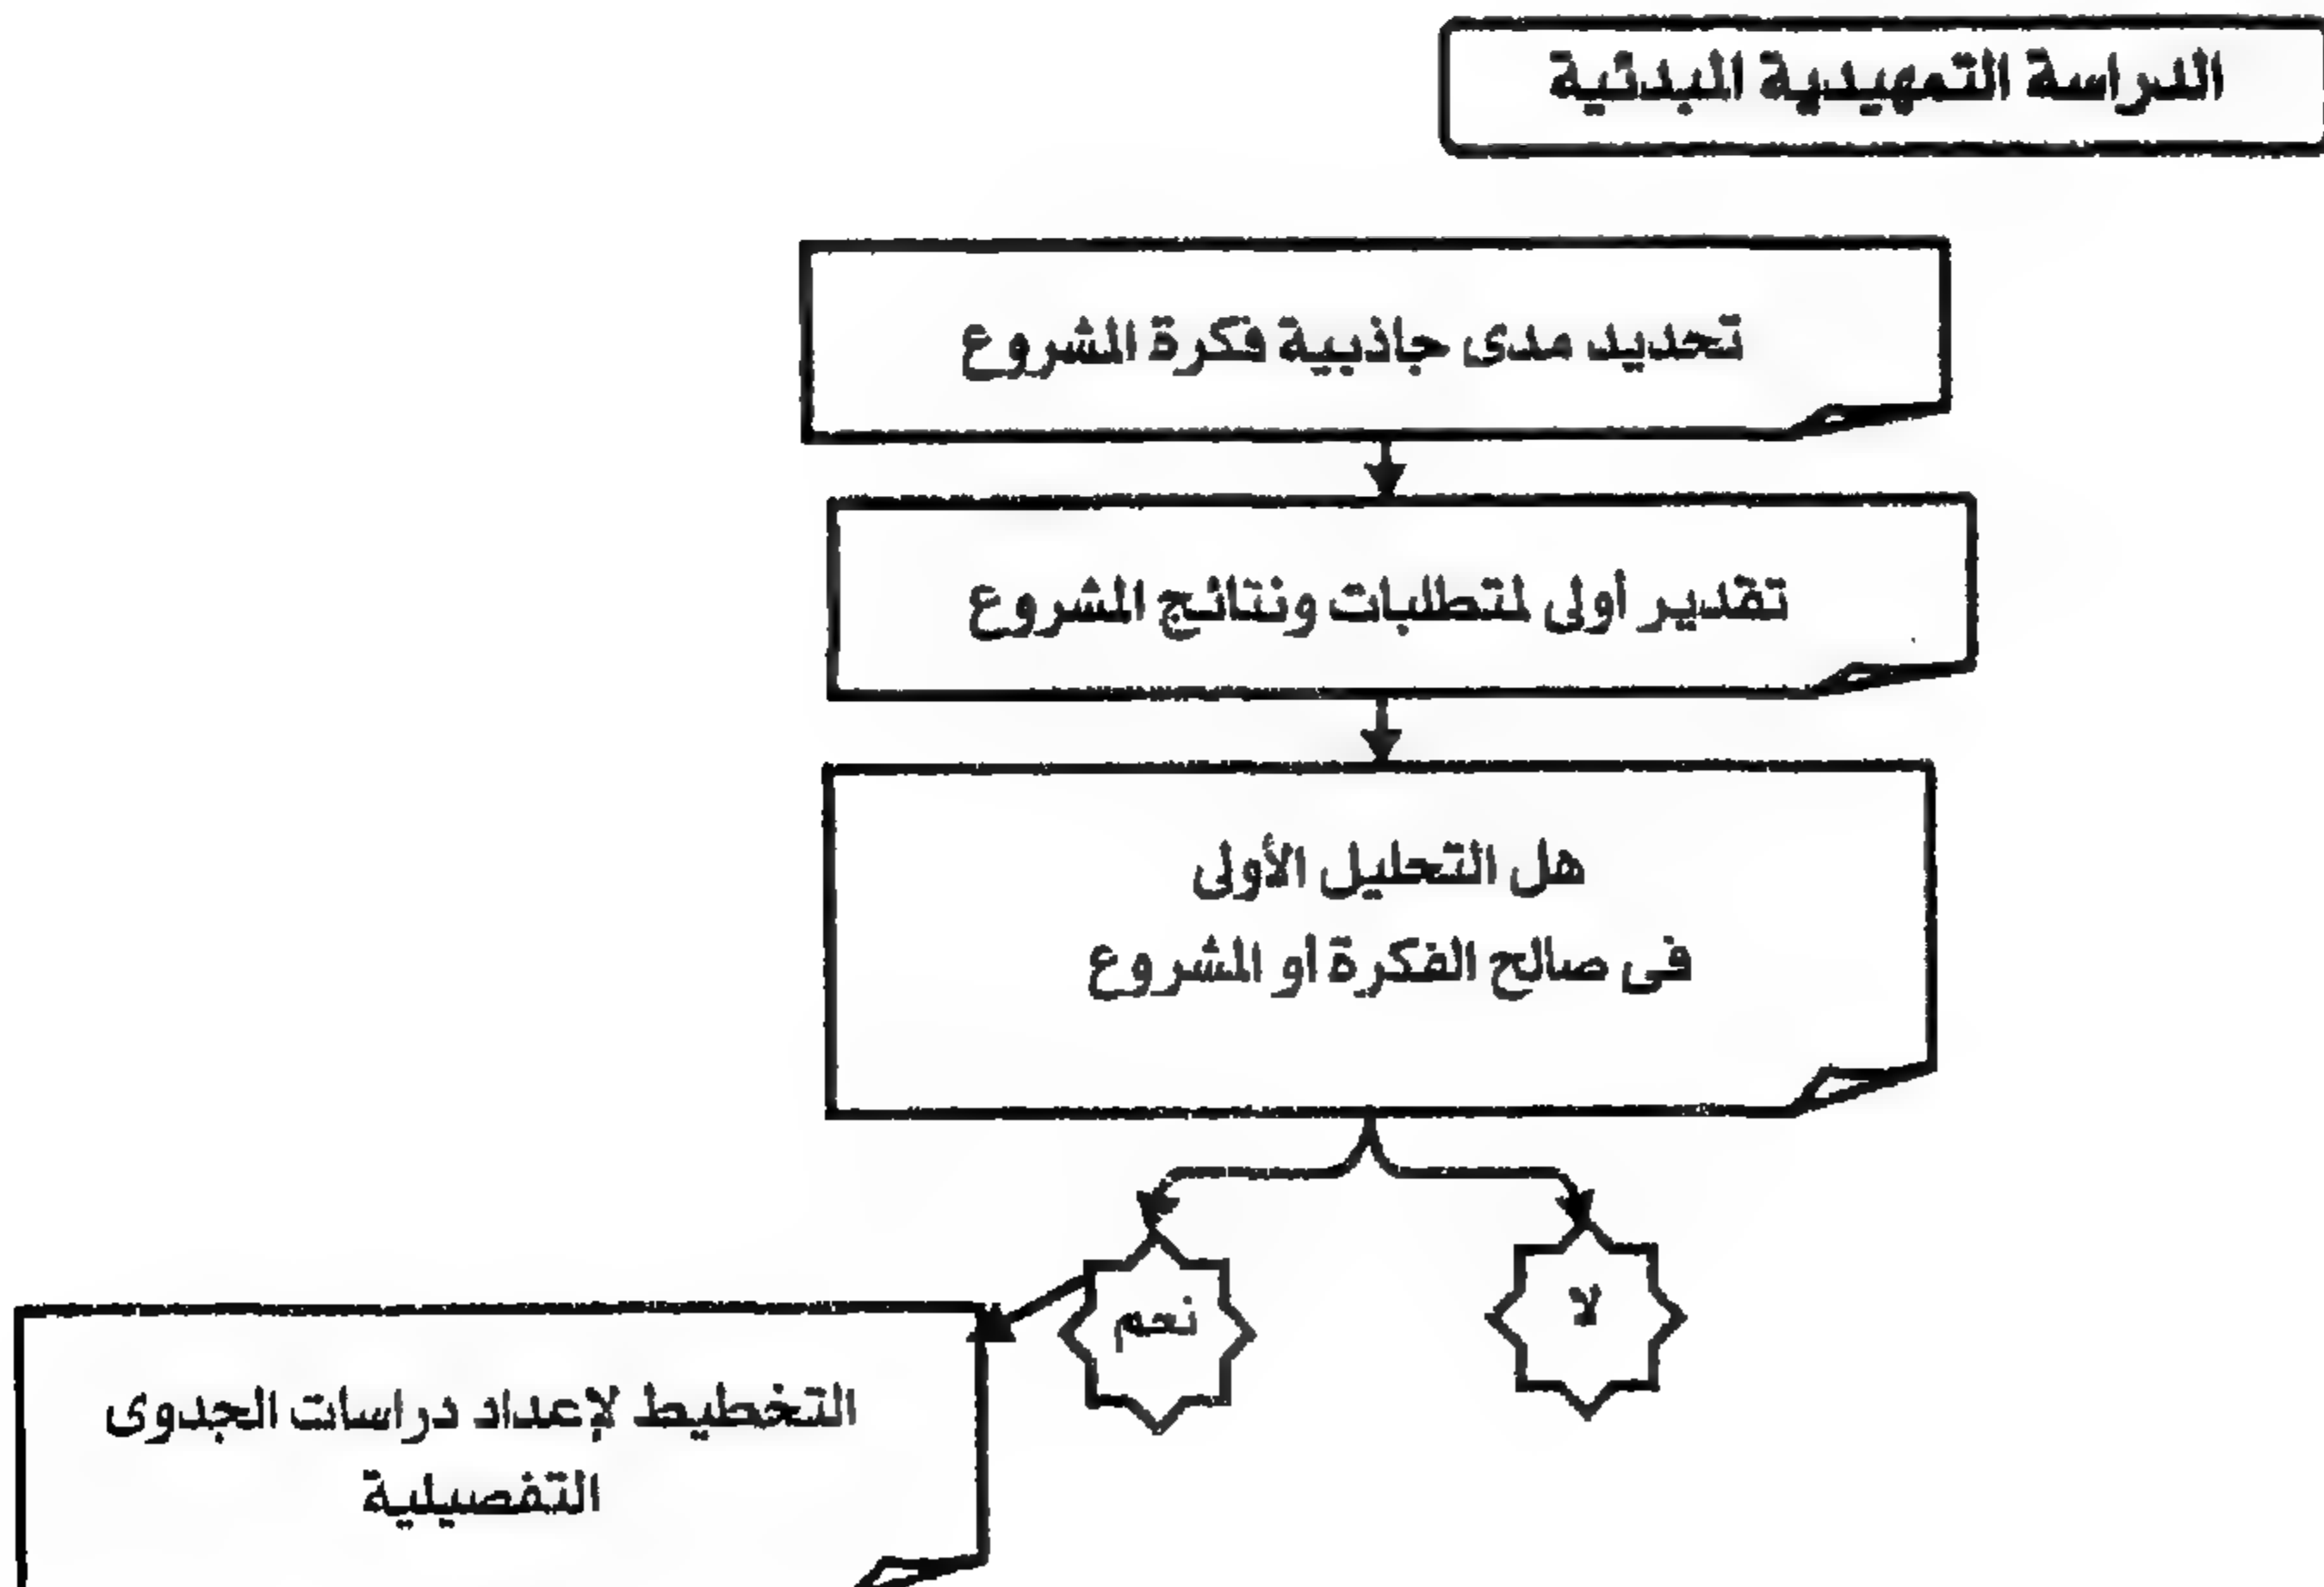 الدراسة التمهيدية المبدئية
تحديد مدى جاذبية فكرة المشروع
تقدير أولى لمتطلبات ونتائج المشروع
هل التحليل الأولى
فى صالح الفكرة او المشروع
لا
نعم
التخطيط لإعداد دراسات الجدوى
التفصيلية